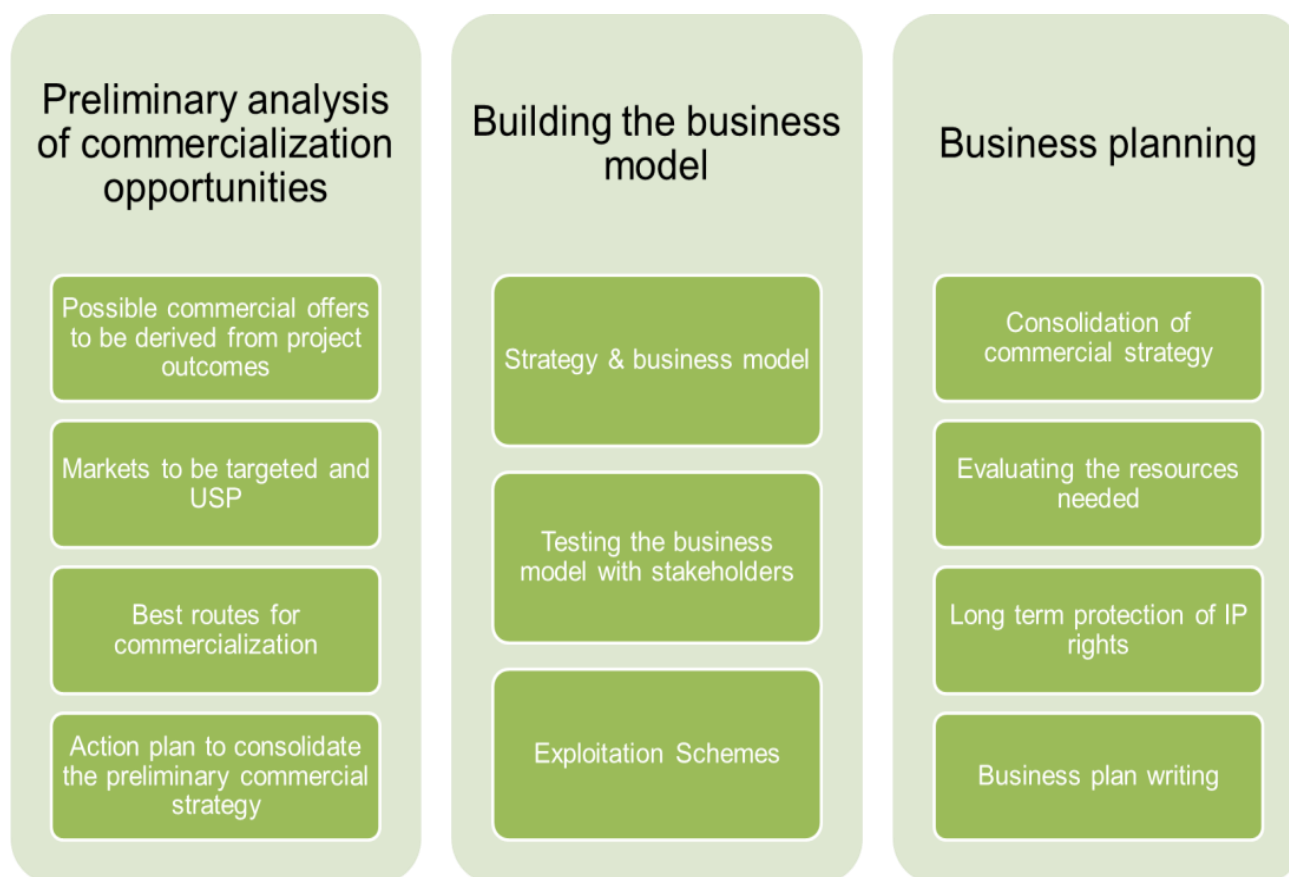 Preliminary analysis
of commercialization
opportunities
Possible commercial offers
to be derived from project
outcomes
Markets to be targeted and
USP
Best routes for
commercialization
Action plan to consolidate
the preliminary commercial
strategy
Building the business
model
Strategy & business model
Testing the business
model with stakeholders
Exploitation Schemes
Business planning
Consolidation of
commercial strategy
Evaluating the resources
needed
Long term protection of IP
rights
Business plan writing